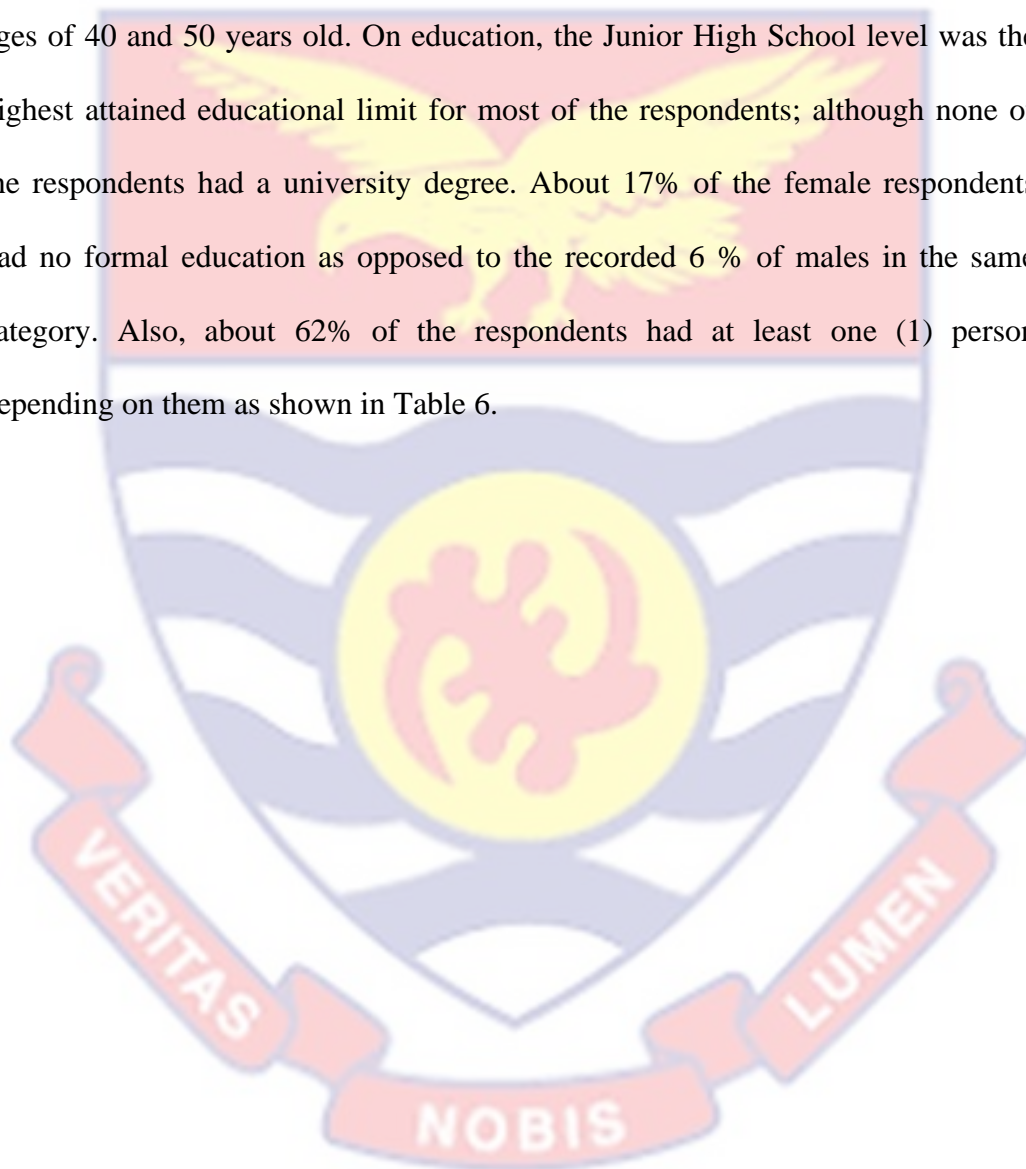 ges of 40 and 50 years old. On education, the Junior High School level was the
ighest attained educational limit for most of the respondents; although none o
he respondents had a university degree. About 17% of the female respondents
ad no formal education as opposed to the recorded 6 % of males in the same
ategory. Also, about 62% of the respondents had at least one (1) person
epending on them as shown in Table 6.
VERITAS
NOBIS
LUMEN